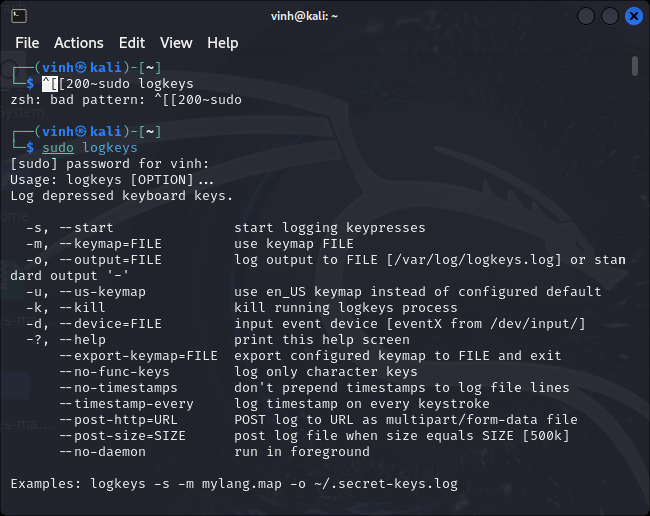 vinh@kali: ~
File Actions Edit View Help
┌──(vinh㉿kali)-[~]
└─$ ^[[200~sudo logkeys
zsh: bad pattern: ^[[200~sudo
┌──(vinh㉿kali)-[~]
└─$ sudo logkeys
[sudo] password for vinh:
Usage: logkeys [OPTION]...
Log depressed keyboard keys.
-s, --start start logging keypresses
-m, --keymap=FILE use keymap FILE
-o, --output=FILE log output to FILE [/var/log/logkeys.log] or stan
dard output '-'
-u, --us-keymap use en_US keymap instead of configured default
-k, --kill kill running logkeys process
-d, --device=FILE input event device [eventX from /dev/input/]
-?, --help print this help screen
--export-keymap=FILE export configured keymap to FILE and exit
--no-func-keys log only character keys
--no-timestamps don't prepend timestamps to log file lines
--timestamp-every log timestamp on every keystroke
--post-http=URL POST log to URL as multipart/form-data file
--post-size=SIZE post log file when size equals SIZE [500k]
--no-daemon run in foreground
Examples: logkeys -s -m mylang.map -o ~/.secret-keys.log